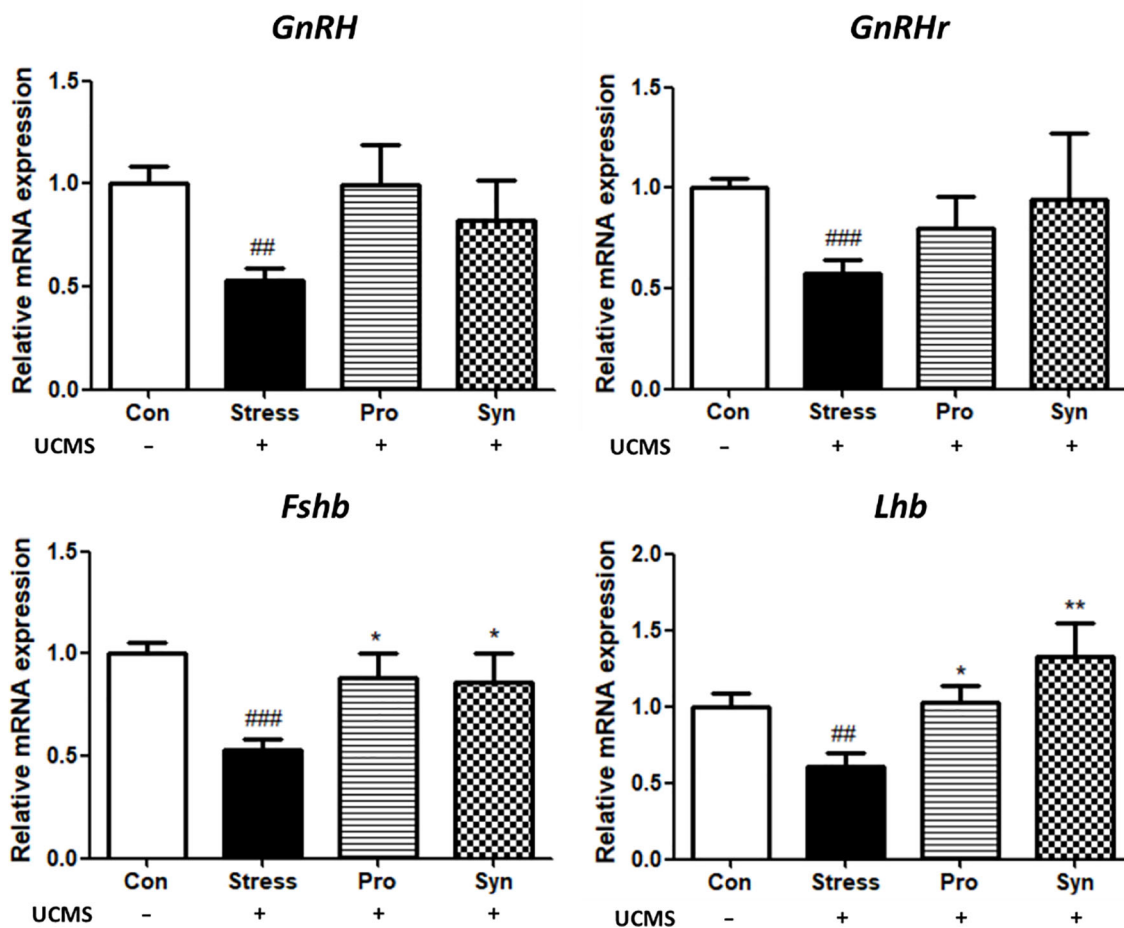 GnRH
Relative mRNA expression
1.5
1.0
0.5
0.0
##
Con Stress Pro Syn
UCMS – + + +
GnRHr
Relative mRNA expression
1.5
1.0
0.5
0.0
###
Con Stress Pro Syn
UCMS – + + +
Fshb
Relative mRNA expression
1.5
1.0
0.5
0.0
###
*
*
Con Stress Pro Syn
UCMS – + + +
Lhb
Relative mRNA expression
2.0
1.5
1.0
0.5
0.0
##
*
**
Con Stress Pro Syn
UCMS – + + +